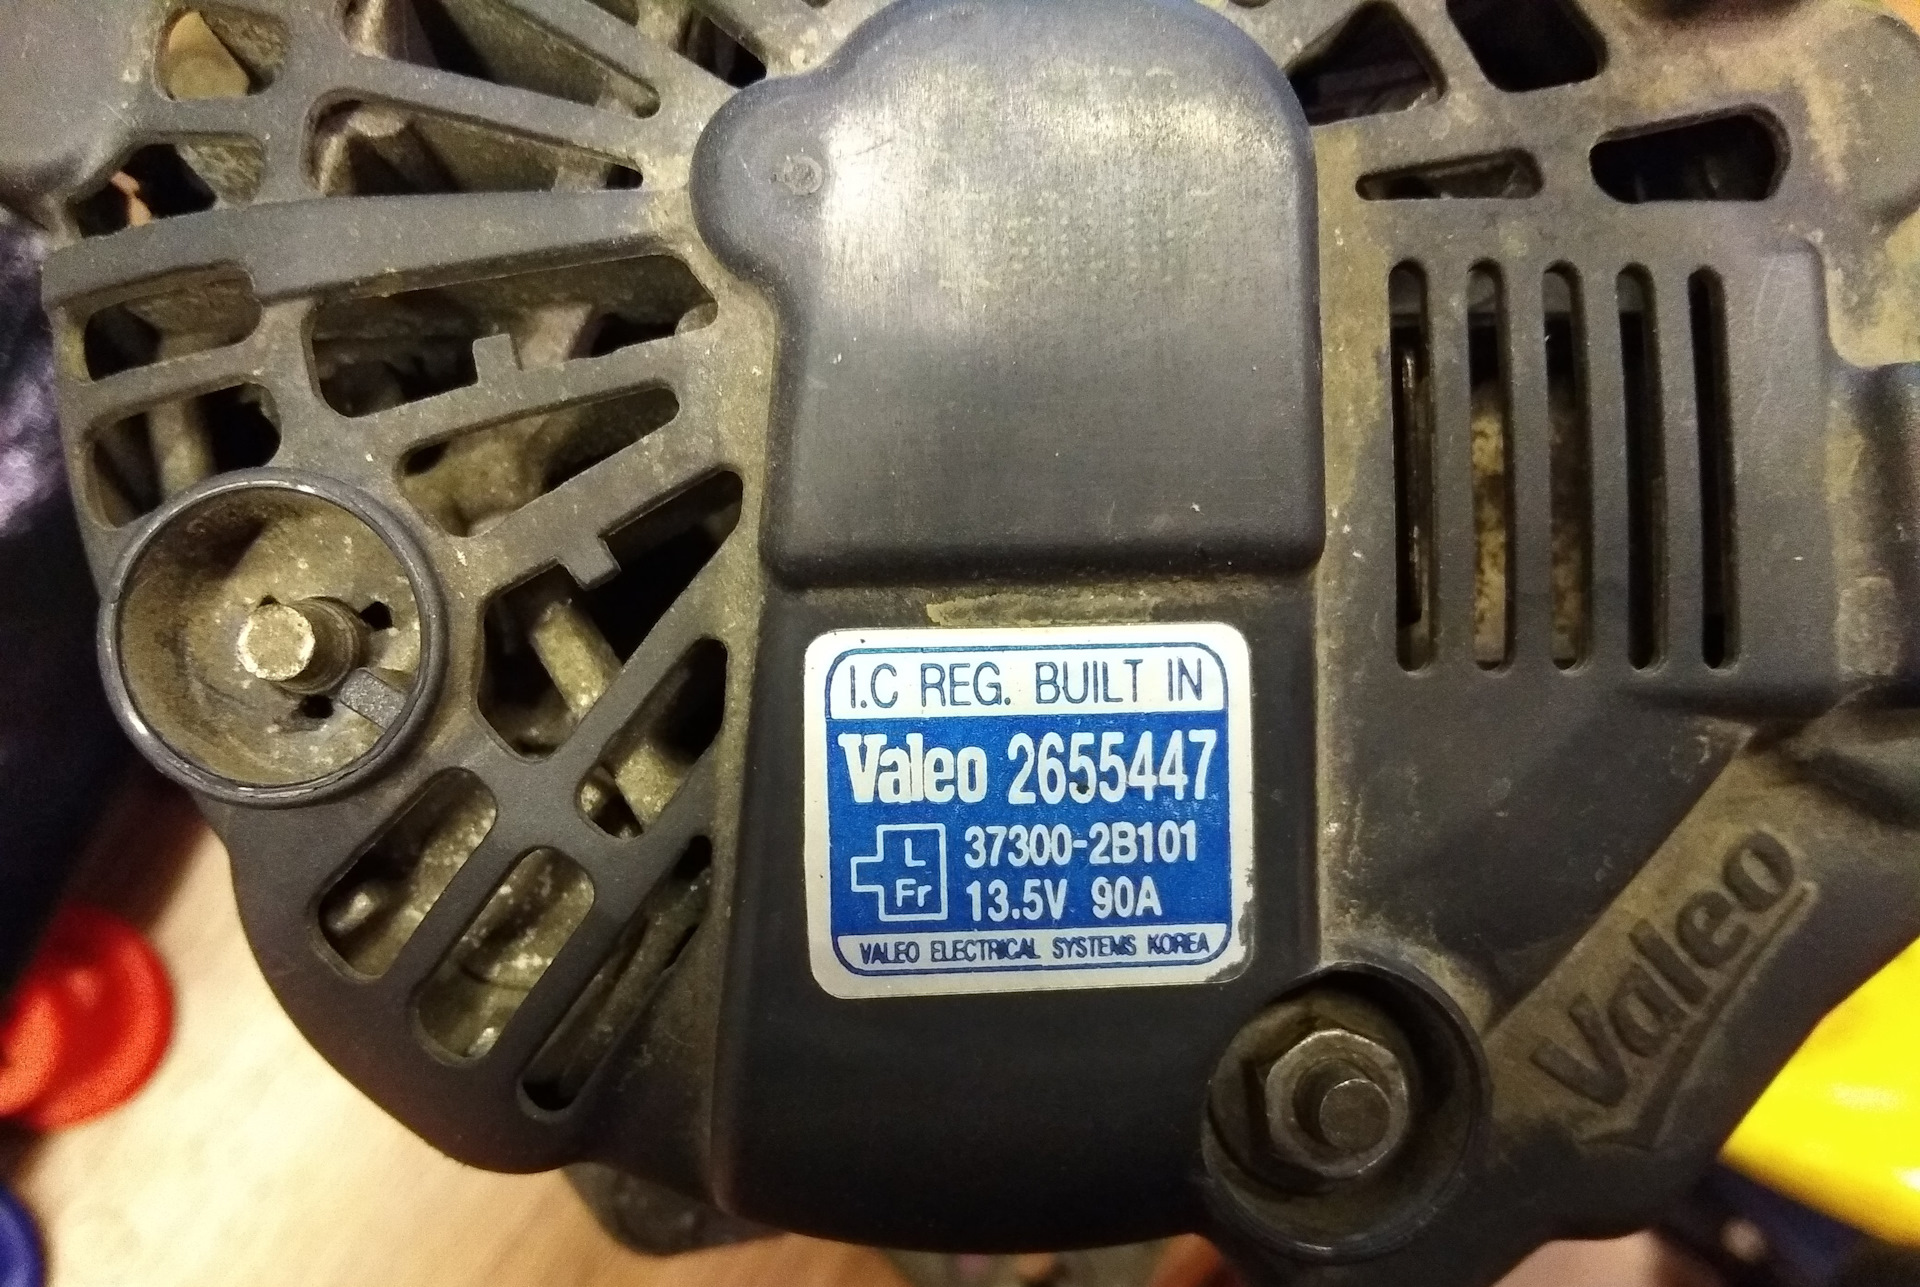 I.C REG. BUILT IN
Valeo 2655447
L
Fr
37300-2B101
13.5V 90A
VALEO ELECTRICAL SYSTEMS KOREA
Valeo